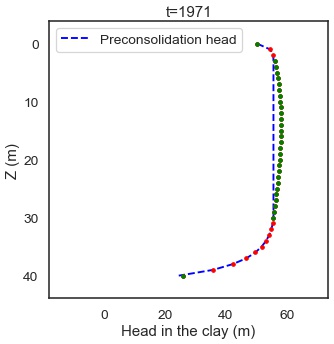 t=1971
Preconsolidation head
0
10
20
30
40
Z (m)
0 20 40 60
Head in the clay (m)